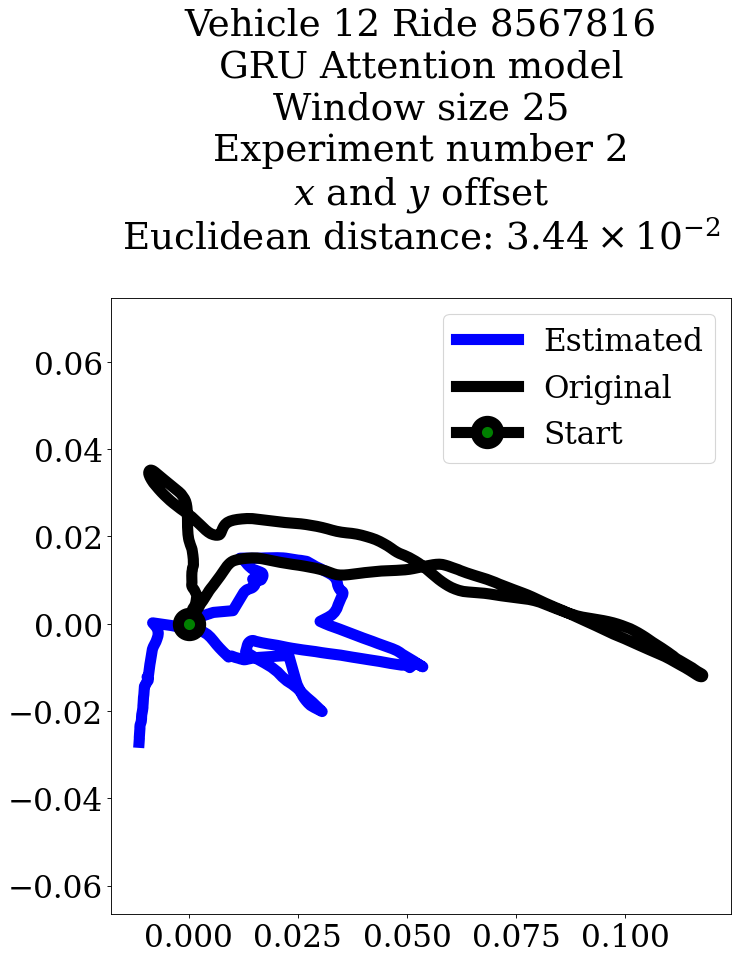 Vehicle 12 Ride 8567816
GRU Attention model
Window size 25
Experiment number 2
x and y offset
Euclidean distance: 3.44 × 10⁻²
Estimated
Original
Start
0.06
0.04
0.02
0.00
−0.02
−0.04
−0.06
0.000 0.025 0.050 0.075 0.100